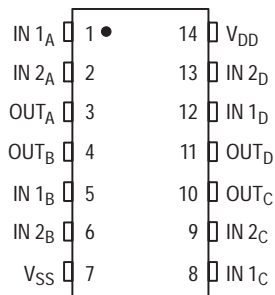 IN 1A 1 14 VDD
IN 2A 2 13 IN 2D
OUTA 3 12 IN 1D
OUTB 4 11 OUTD
IN 1B 5 10 OUTC
IN 2B 6 9 IN 2C
VSS 7 8 IN 1C